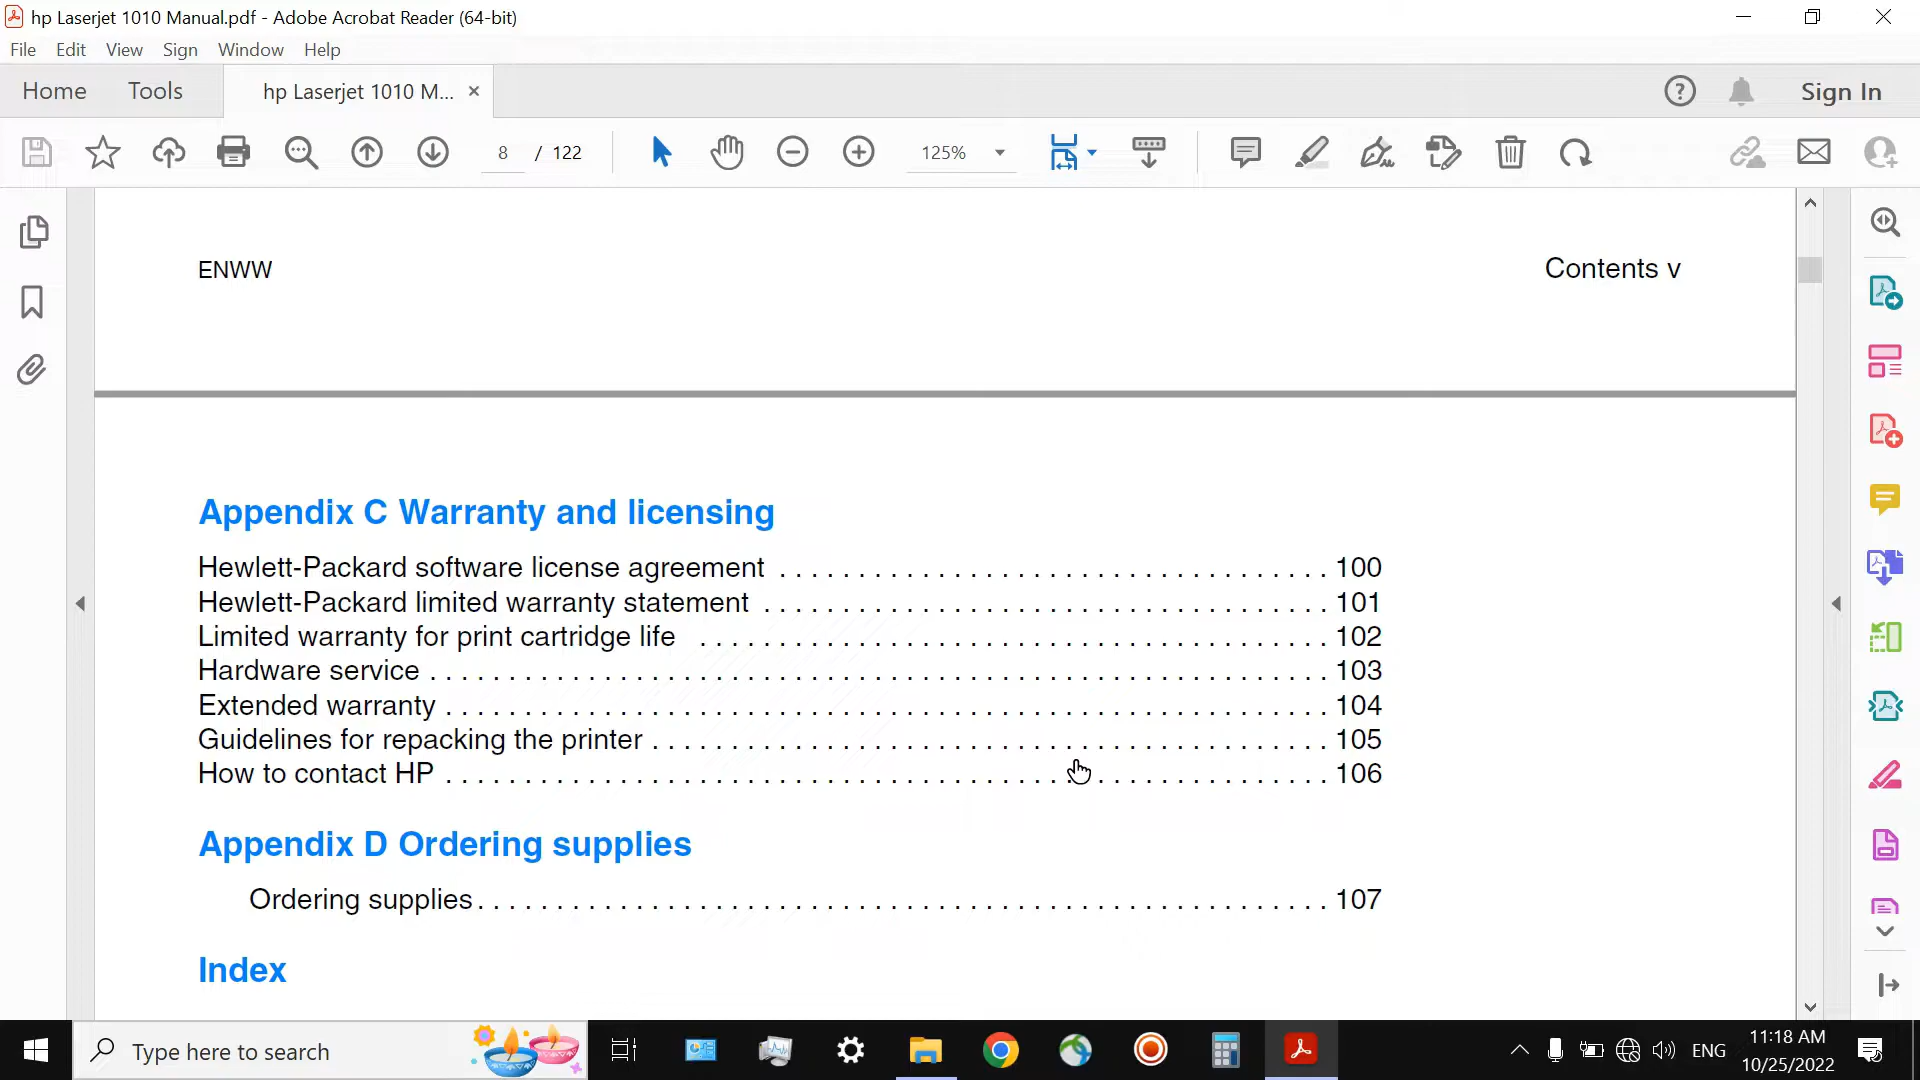 hp Laserjet 1010 Manual.pdf - Adobe Acrobat Reader (64-bit)
File Edit View Sign Window Help
Home Tools hp Laserjet 1010 M... Sign In
8 / 122 125%
ENWW Contents v
Appendix C Warranty and licensing
Hewlett-Packard software license agreement . . . . . . . . . . . . . . . . . . . . . . . . . . . . . . . . . . . 100
Hewlett-Packard limited warranty statement . . . . . . . . . . . . . . . . . . . . . . . . . . . . . . . . . . . . 101
Limited warranty for print cartridge life . . . . . . . . . . . . . . . . . . . . . . . . . . . . . . . . . . . . . . . . 102
Hardware service . . . . . . . . . . . . . . . . . . . . . . . . . . . . . . . . . . . . . . . . . . . . . . . . . . . . . . . . . 103
Extended warranty . . . . . . . . . . . . . . . . . . . . . . . . . . . . . . . . . . . . . . . . . . . . . . . . . . . . . . . . 104
Guidelines for repacking the printer . . . . . . . . . . . . . . . . . . . . . . . . . . . . . . . . . . . . . . . . . . . 105
How to contact HP . . . . . . . . . . . . . . . . . . . . . . . . . . . . . . . . . . . . . . . . . . . . . . . . . . . . . . . . 106
Appendix D Ordering supplies
Ordering supplies . . . . . . . . . . . . . . . . . . . . . . . . . . . . . . . . . . . . . . . . . . . . . . . . . . . . . . 107
Index
Type here to search ENG 11:18 AM
10/25/2022